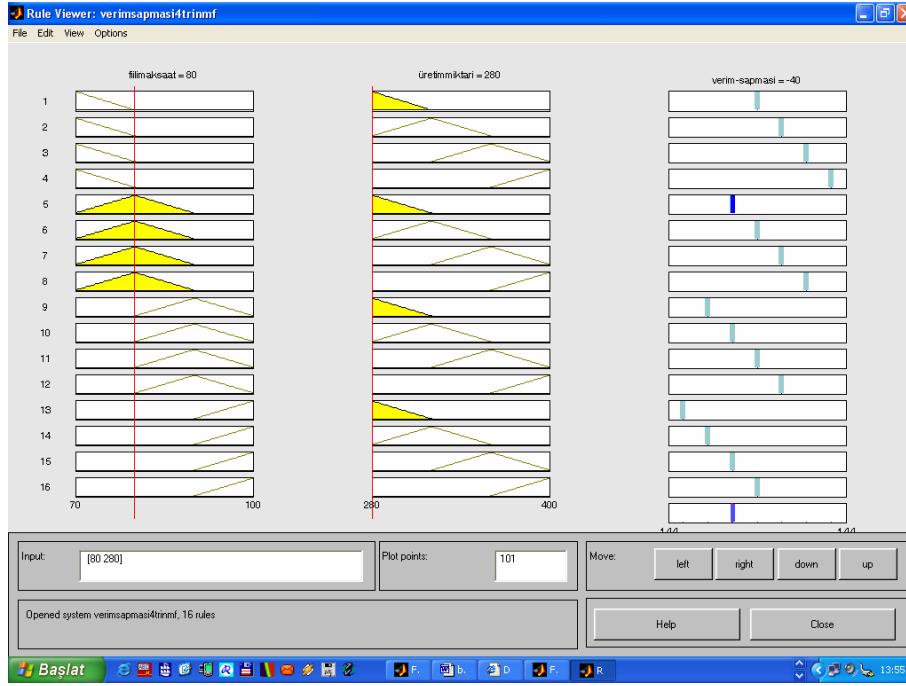 Rule Viewer: verimsapmasi4trinmf
File Edit View Options
fiilimaksaat = 80
üretimmiktari = 280
verim-sapmasi = -40
1
2
3
4
5
6
7
8
9
10
11
12
13
14
15
16
70 100
280 400
Input: [80 280]
Plot points: 101
Move: left right down up
Opened system verimsapmasi4trinmf, 16 rules
Help Close
Başlat F. b. D F. R 13:55